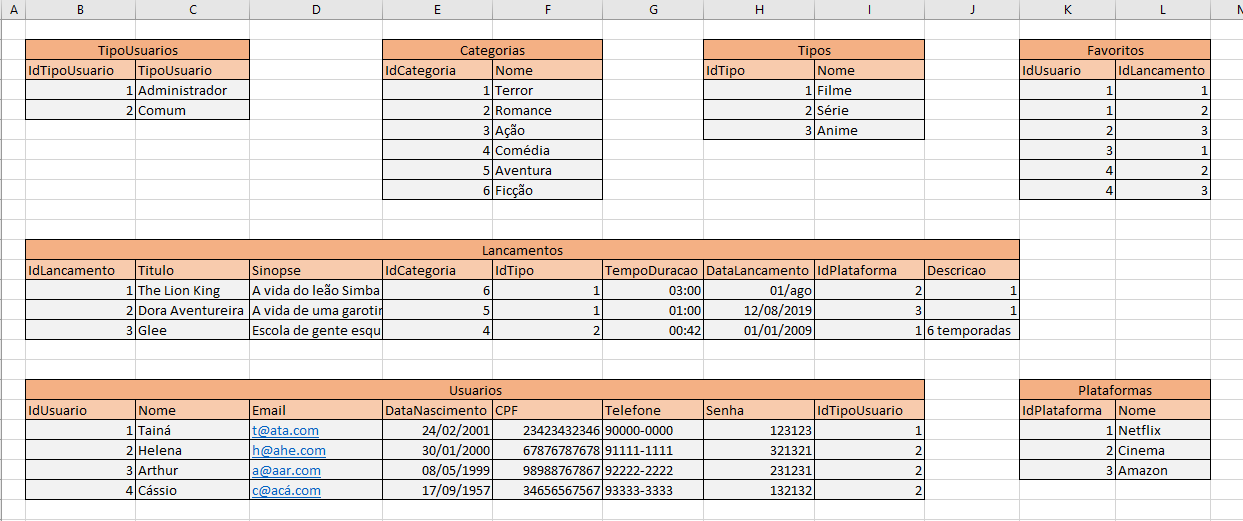 A B C D E F G H I J K L
TipoUsuarios Categorias Tipos Favoritos
IdTipoUsuario TipoUsuario IdCategoria Nome IdTipo Nome IdUsuario IdLancamento
1 Administrador 1 Terror 1 Filme 1 1
2 Comum 2 Romance 2 Série 1 2
3 Ação 3 Anime 2 3
4 Comédia 3 1
5 Aventura 4 2
6 Ficção 4 3
Lancamentos
IdLancamento Titulo Sinopse IdCategoria IdTipo TempoDuracao DataLancamento IdPlataforma Descricao
1 The Lion King A vida do leão Simba 6 1 03:00 01/ago 2 1
2 Dora Aventureira A vida de uma garotir 5 1 01:00 12/08/2019 3 1
3 Glee Escola de gente esqu 4 2 00:42 01/01/2009 1 6 temporadas
Usuarios Plataformas
IdUsuario Nome Email DataNascimento CPF Telefone Senha IdTipoUsuario IdPlataforma Nome
1 Tainá t@ata.com 24/02/2001 23423432346 90000-0000 123123 1 1 Netflix
2 Helena h@ahe.com 30/01/2000 67876787678 91111-1111 321321 2 2 Cinema
3 Arthur a@aar.com 08/05/1999 98988767867 92222-2222 231231 2 3 Amazon
4 Cássio c@acá.com 17/09/1957 34656567567 93333-3333 132132 2